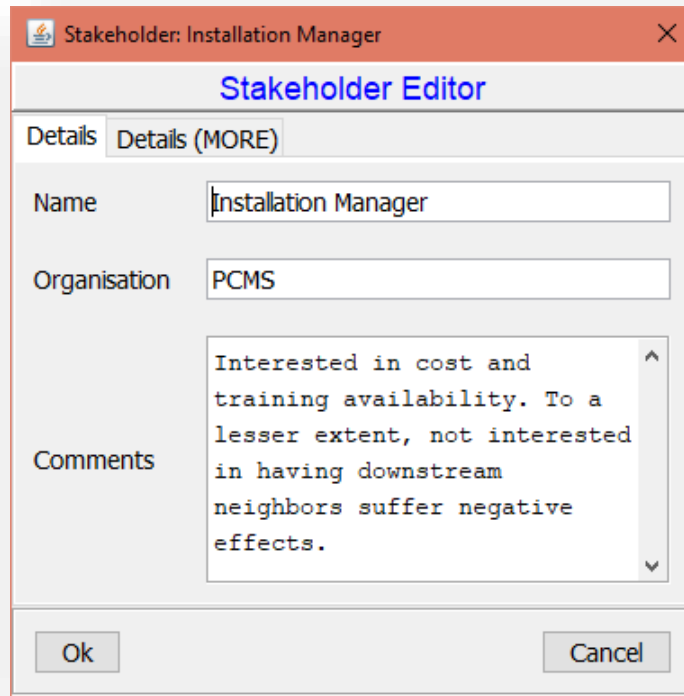 Stakeholder: Installation Manager
Stakeholder Editor
Details Details (MORE)
Name Installation Manager
Organisation PCMS
Comments
Interested in cost and
training availability. To a
lesser extent, not interested
in having downstream
neighbors suffer negative
effects.
Ok Cancel